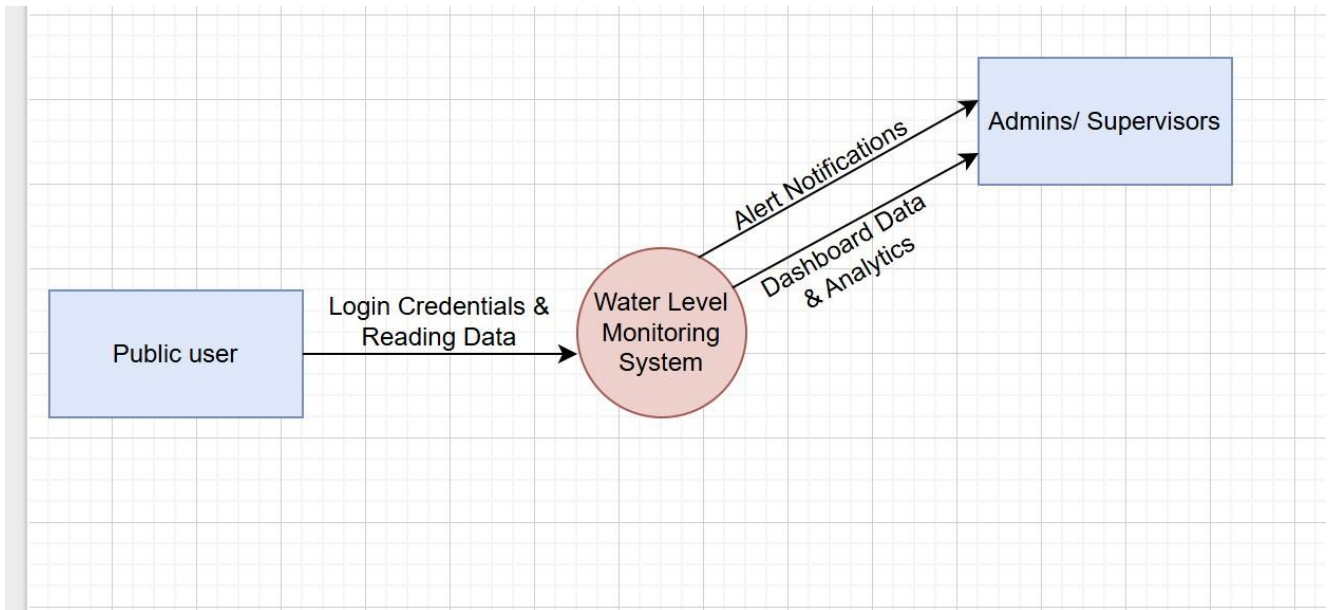 Admins/ Supervisors
Alert Notifications
Dashboard Data
& Analytics
Water Level
Monitoring
System
Login Credentials &
Reading Data
Public user